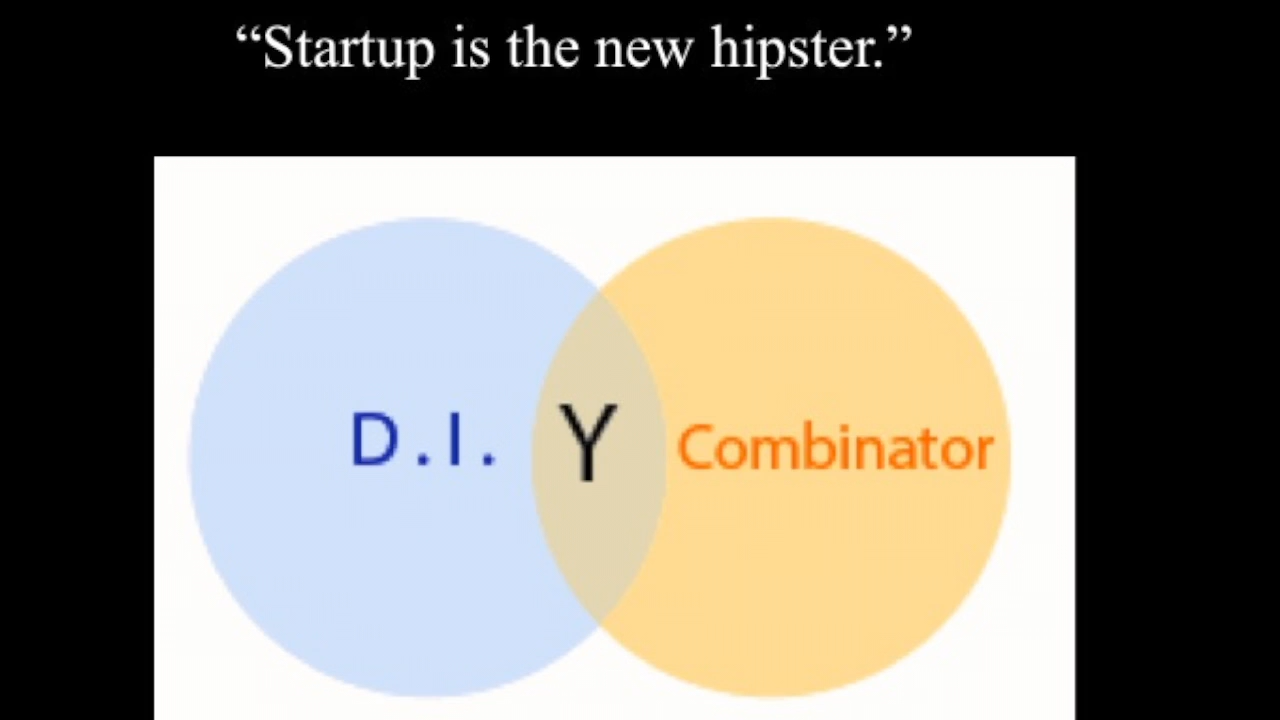 “Startup is the new hipster.”
D.I. Y Combinator